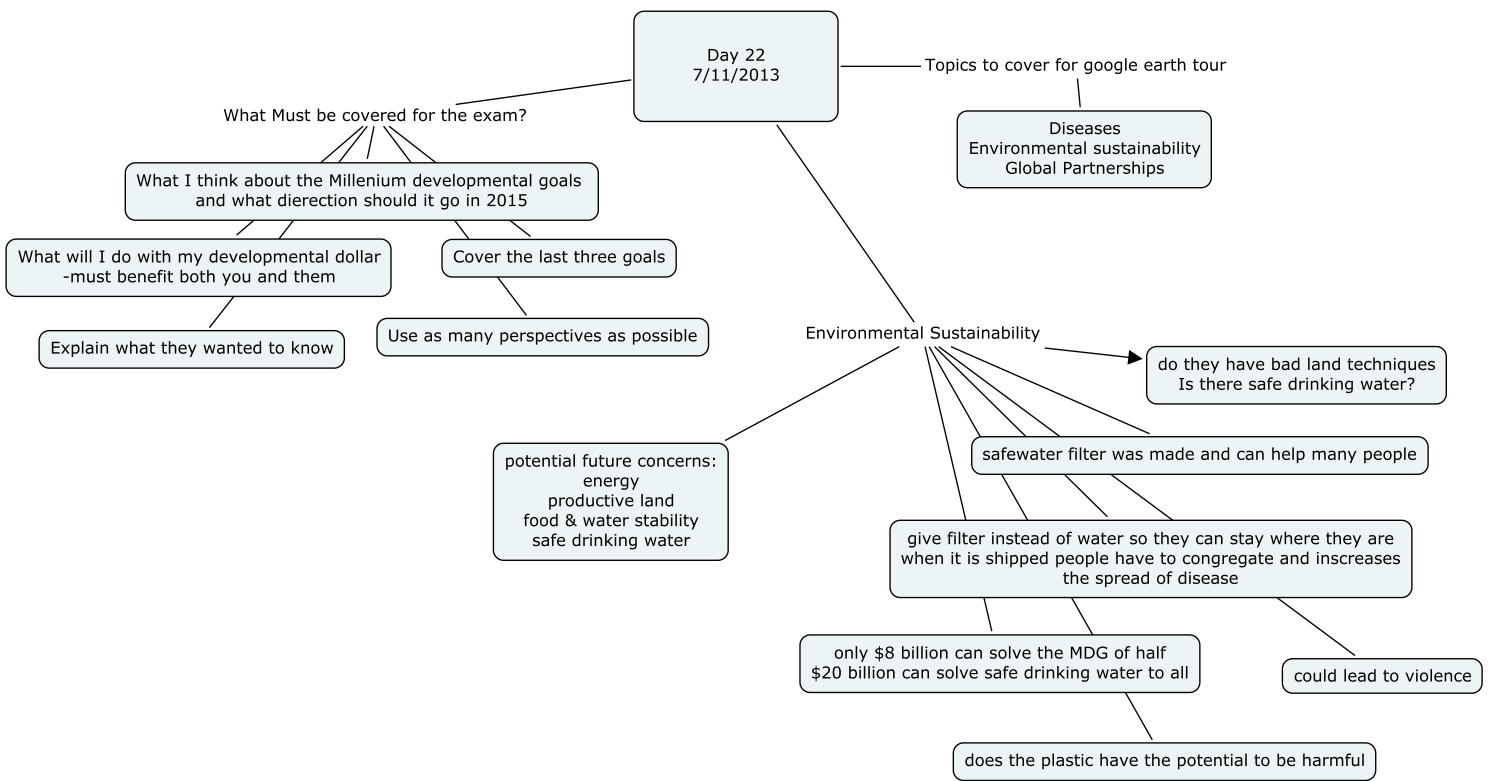 Day 22
7/11/2013
Topics to cover for google earth tour
Diseases
Environmental sustainability
Global Partnerships
What Must be covered for the exam?
What I think about the Millenium developmental goals
and what dierection should it go in 2015
What will I do with my developmental dollar
-must benefit both you and them
Cover the last three goals
Explain what they wanted to know
Use as many perspectives as possible
Environmental Sustainability
do they have bad land techniques
Is there safe drinking water?
potential future concerns:
energy
productive land
food & water stability
safe drinking water
safewater filter was made and can help many people
give filter instead of water so they can stay where they are
when it is shipped people have to congregate and inscreases
the spread of disease
only $8 billion can solve the MDG of half
$20 billion can solve safe drinking water to all
could lead to violence
does the plastic have the potential to be harmful